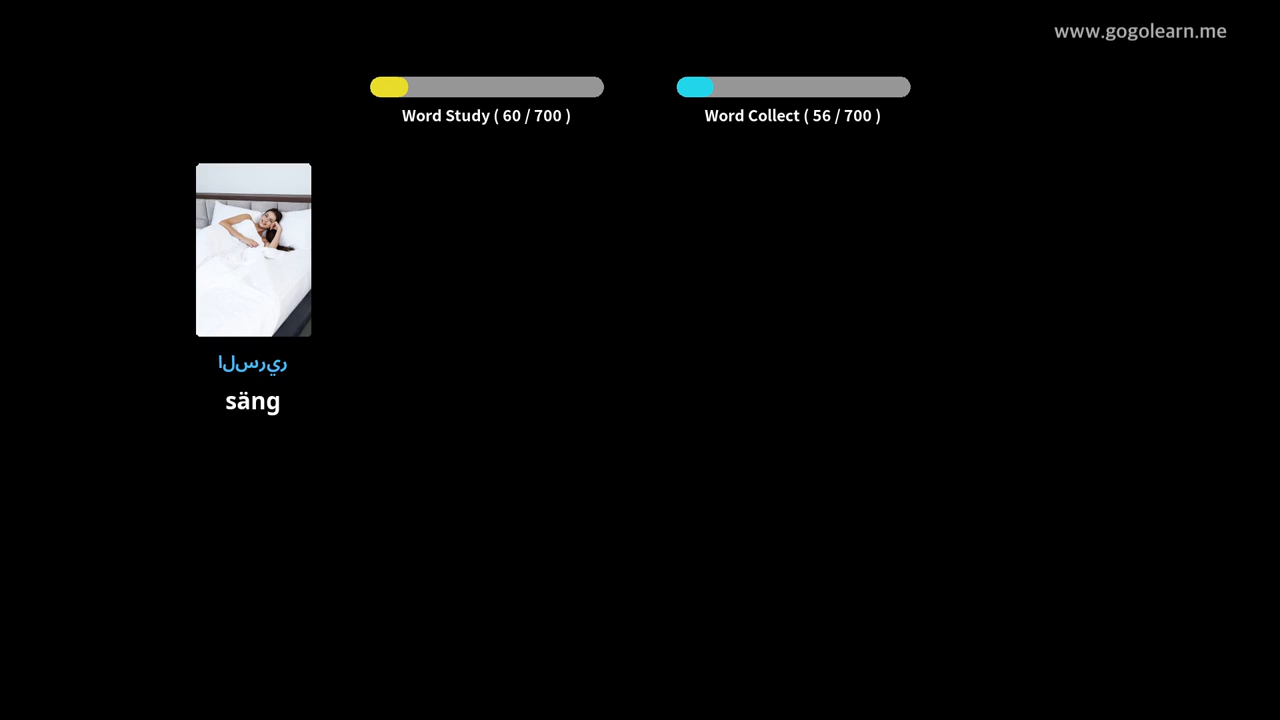 www.gogolearn.me
Word Study ( 60 / 700 )
Word Collect ( 56 / 700 )
السرير
säng